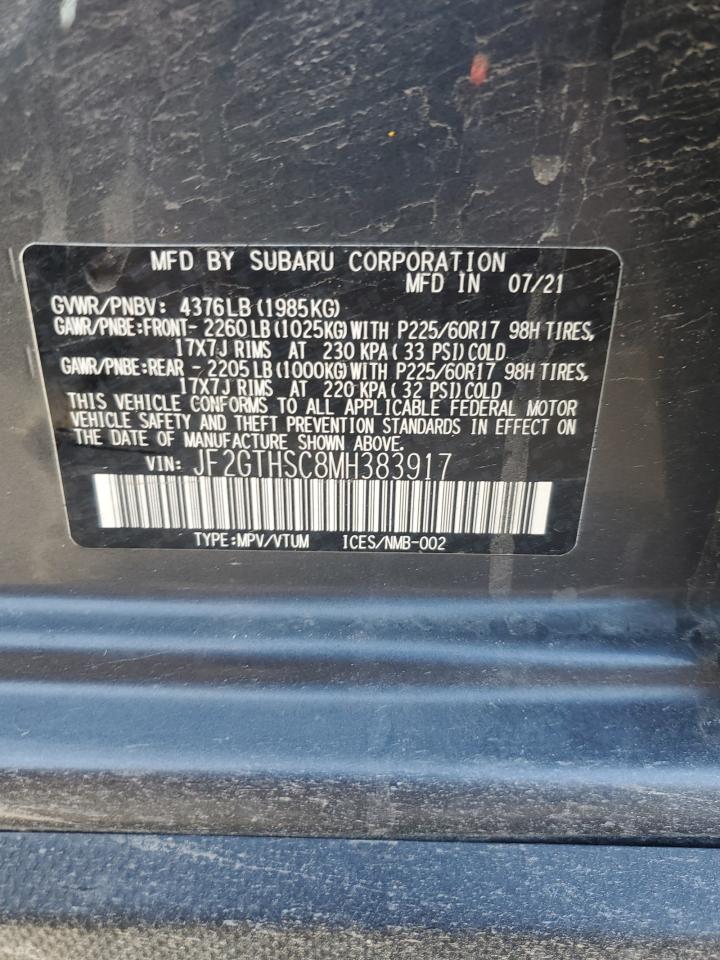 MFD BY SUBARU CORPORATION
MFD IN 07/21
GVWR/PNBV: 4376LB(1985KG)
GAWR/PNBE:FRONT- 2260LB(1025KG)WITH P225/60R17 98H TIRES,
17X7J RIMS AT 230 KPA( 33 PSI)COLD
GAWR/PNBE:REAR - 2205LB(1000KG)WITH P225/60R17 98H TIRES,
17X7J RIMS AT 220 KPA( 32 PSI)COLD
THIS VEHICLE CONFORMS TO ALL APPLICABLE FEDERAL MOTOR
VEHICLE SAFETY AND THEFT PREVENTION STANDARDS IN EFFECT ON
THE DATE OF MANUFACTURE SHOWN ABOVE.
VIN: JF2GTHSC8MH383917
TYPE:MPV/VTUM ICES/NMB-002